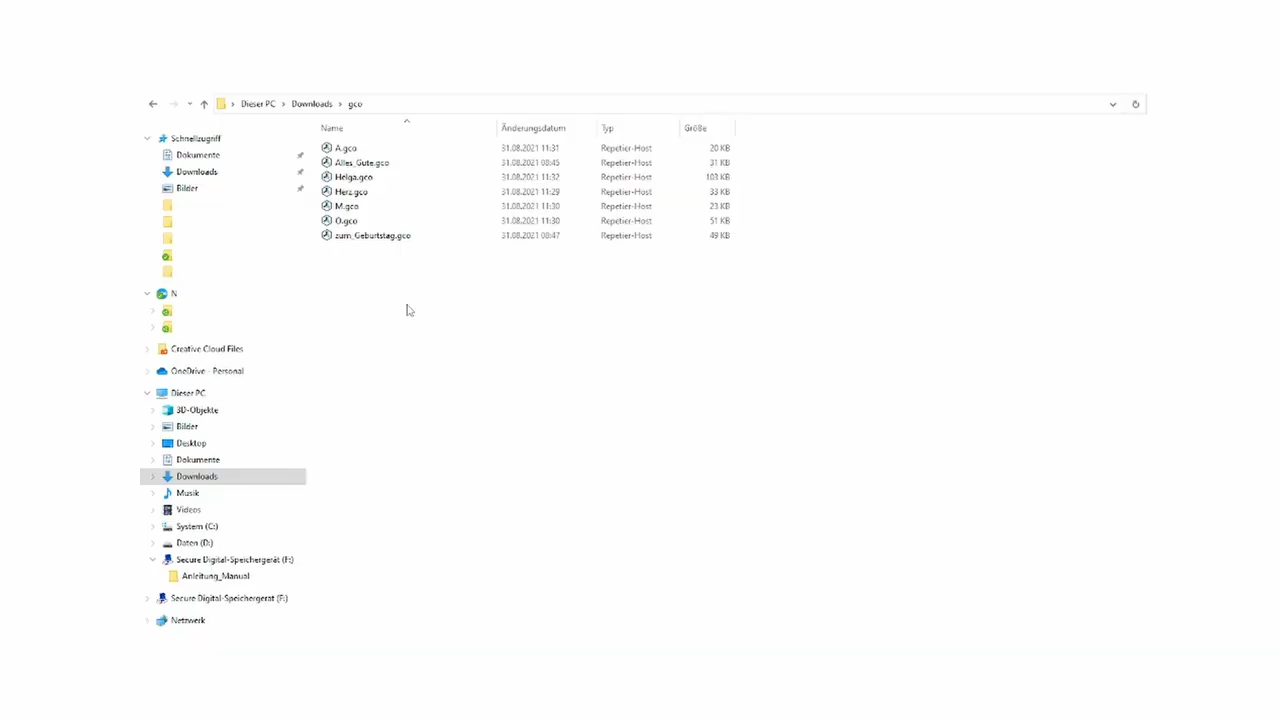 Dieser PC > Downloads > gco
Name Änderungsdatum Typ Größe
A.gco 31.08.2021 11:31 Repetier-Host 20 KB
Alles_Gute.gco 31.08.2021 08:45 Repetier-Host 31 KB
Helga.gco 31.08.2021 11:32 Repetier-Host 103 KB
Herz.gco 31.08.2021 11:29 Repetier-Host 33 KB
M.gco 31.08.2021 11:30 Repetier-Host 23 KB
O.gco 31.08.2021 11:30 Repetier-Host 51 KB
zum_Geburtstag.gco 31.08.2021 08:47 Repetier-Host 49 KB
Schnellzugriff
Dokumente
Downloads
Bilder
N
Creative Cloud Files
OneDrive - Personal
Dieser PC
3D-Objekte
Bilder
Desktop
Dokumente
Downloads
Musik
Videos
System (C:)
Daten (D:)
Secure Digital-Speichergerät (F:)
Anleitung_Manual
Secure Digital-Speichergerät (F:)
Netzwerk